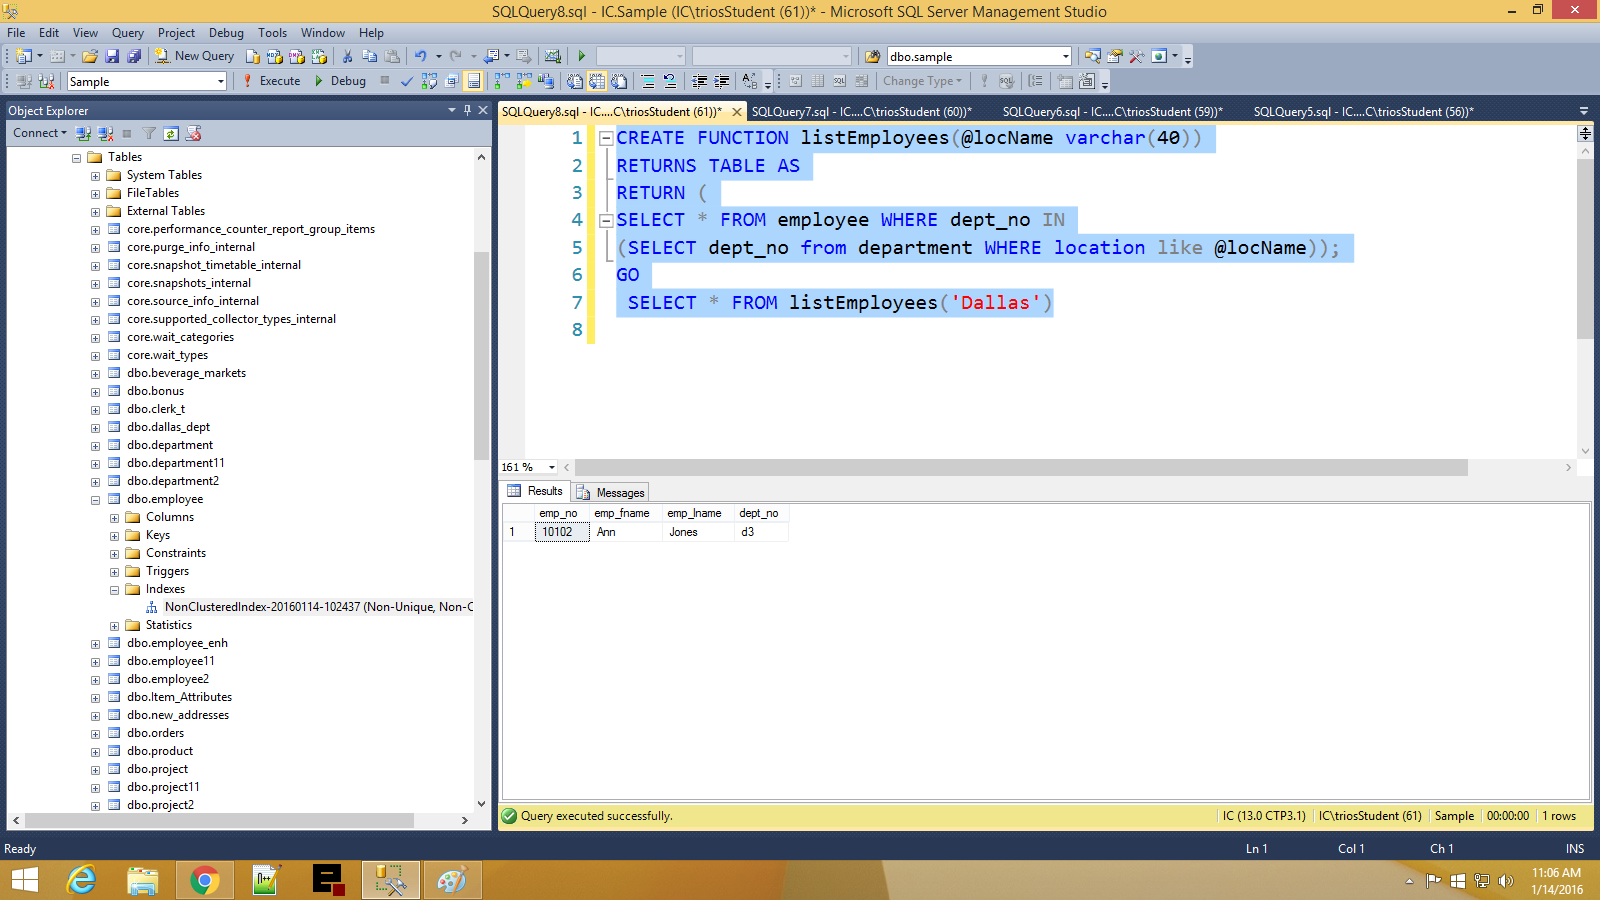 SQLQuery8.sql - IC.Sample (IC\triosStudent (61))* - Microsoft SQL Server Management Studio
File Edit View Query Project Debug Tools Window Help
New Query
dbo.sample
Sample
Execute
Debug
Change Type
Object Explorer
Connect
Tables
System Tables
FileTables
External Tables
core.performance_counter_report_group_items
core.purge_info_internal
core.snapshot_timetable_internal
core.snapshots_internal
core.source_info_internal
core.supported_collector_types_internal
core.wait_categories
core.wait_types
dbo.beverage_markets
dbo.bonus
dbo.clerk_t
dbo.dallas_dept
dbo.department
dbo.department11
dbo.department2
dbo.employee
Columns
Keys
Constraints
Triggers
Indexes
NonClusteredIndex-20160114-102437 (Non-Unique, Non-C
Statistics
dbo.employee_enh
dbo.employee11
dbo.employee2
dbo.Item_Attributes
dbo.new_addresses
dbo.orders
dbo.product
dbo.project
dbo.project11
dbo.project2
SQLQuery8.sql - IC....C\triosStudent (61))* SQLQuery7.sql - IC....C\triosStudent (60))* SQLQuery6.sql - IC....C\triosStudent (59))* SQLQuery5.sql - IC....C\triosStudent (56))*
1 CREATE FUNCTION listEmployees(@locName varchar(40))
2 RETURNS TABLE AS
3 RETURN (
4 SELECT * FROM employee WHERE dept_no IN
5 (SELECT dept_no from department WHERE location like @locName));
6 GO
7 SELECT * FROM listEmployees('Dallas')
8
161 %
Results Messages
emp_no emp_fname emp_lname dept_no
1 10102 Ann Jones d3
Query executed successfully. IC (13.0 CTP3.1) IC\triosStudent (61) Sample 00:00:00 1 rows
Ready Ln 1 Col 1 Ch 1 INS
11:06 AM
1/14/2016